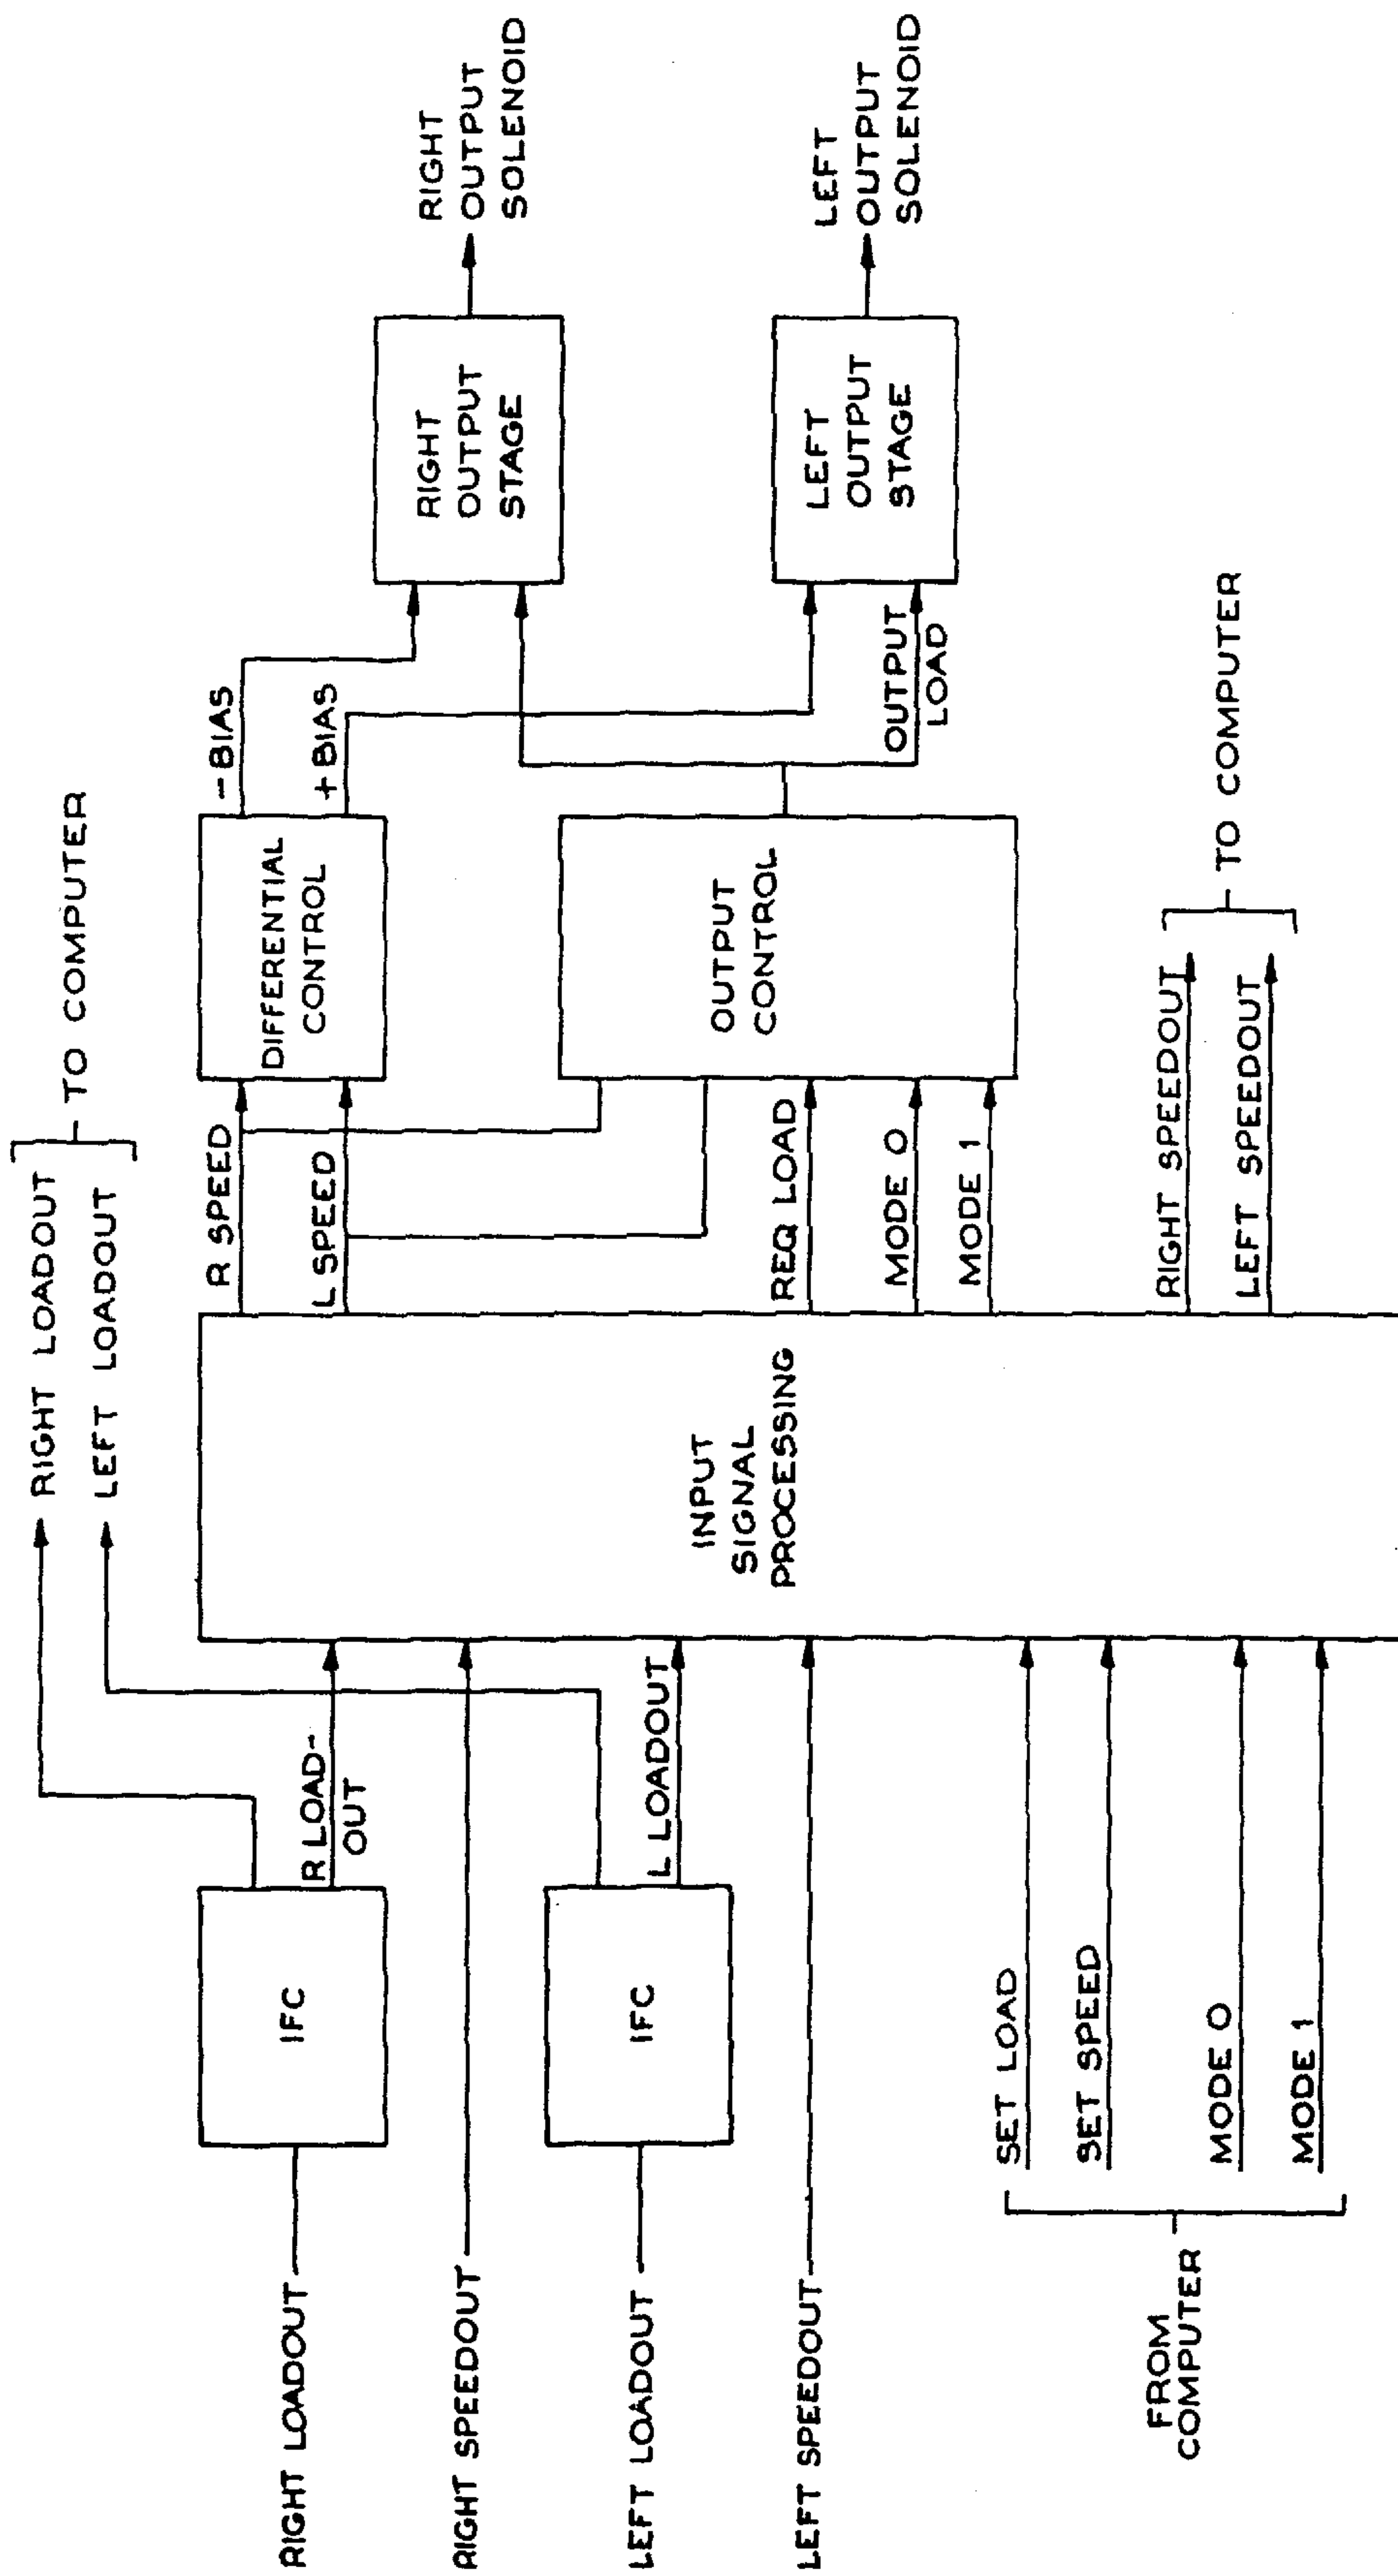 RIGHT LOADOUT
RIGHT SPEEDOUT
LEFT LOADOUT
LEFT SPEEDOUT
FROM
COMPUTER
SET LOAD
SET SPEED
MODE 0
MODE 1
IFC
IFC
R LOAD-
OUT
L LOADOUT
RIGHT LOADOUT
LEFT LOADOUT
TO COMPUTER
INPUT
SIGNAL
PROCESSING
R SPEED
L SPEED
REQ LOAD
MODE 0
MODE 1
RIGHT SPEEDOUT
LEFT SPEEDOUT
TO COMPUTER
DIFFERENTIAL
CONTROL
OUTPUT
CONTROL
-BIAS
+BIAS
OUTPUT
LOAD
RIGHT
OUTPUT
STAGE
LEFT
OUTPUT
STAGE
RIGHT
OUTPUT
SOLENOID
LEFT
OUTPUT
SOLENOID